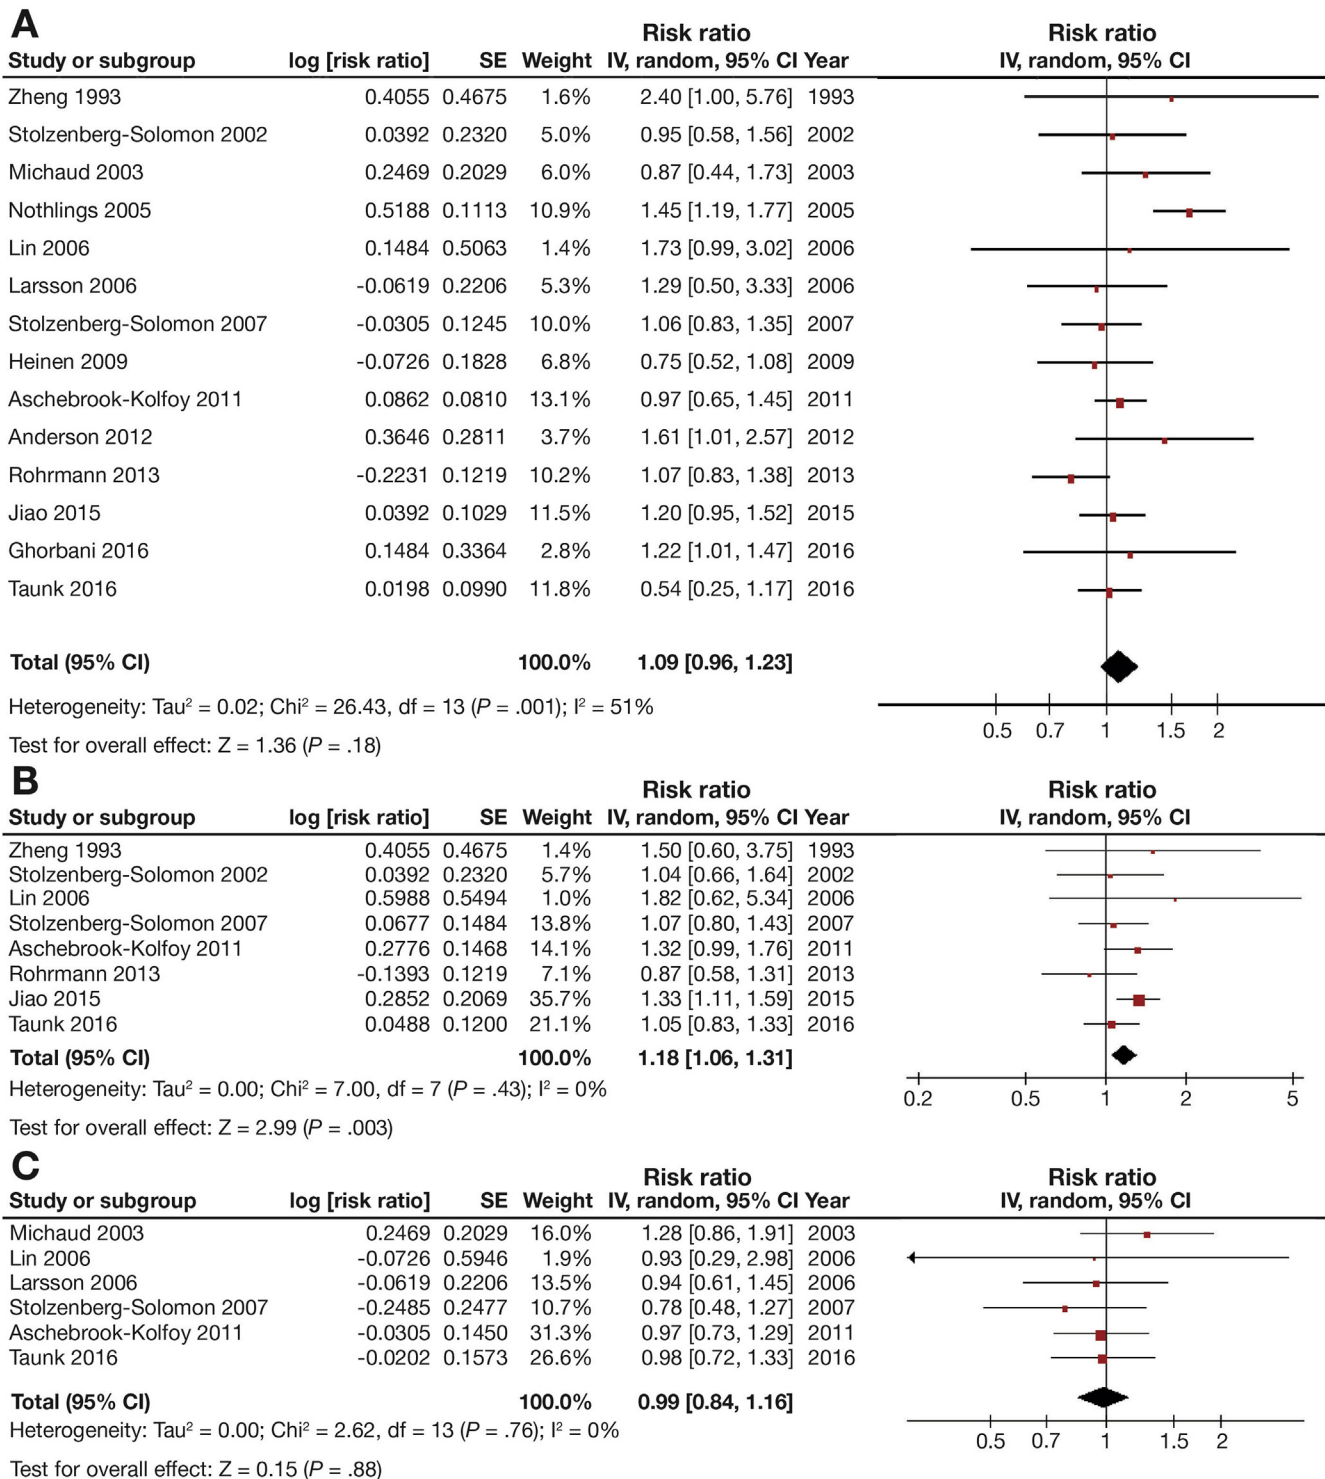 A
Risk ratio Risk ratio
Study or subgroup log [risk ratio] SE Weight IV, random, 95% CI Year IV, random, 95% CI
Zheng 1993 0.4055 0.4675 1.6% 2.40 [1.00, 5.76] 1993
Stolzenberg-Solomon 2002 0.0392 0.2320 5.0% 0.95 [0.58, 1.56] 2002
Michaud 2003 0.2469 0.2029 6.0% 0.87 [0.44, 1.73] 2003
Nothlings 2005 0.5188 0.1113 10.9% 1.45 [1.19, 1.77] 2005
Lin 2006 0.1484 0.5063 1.4% 1.73 [0.99, 3.02] 2006
Larsson 2006 -0.0619 0.2206 5.3% 1.29 [0.50, 3.33] 2006
Stolzenberg-Solomon 2007 -0.0305 0.1245 10.0% 1.06 [0.83, 1.35] 2007
Heinen 2009 -0.0726 0.1828 6.8% 0.75 [0.52, 1.08] 2009
Aschebrook-Kolfoy 2011 0.0862 0.0810 13.1% 0.97 [0.65, 1.45] 2011
Anderson 2012 0.3646 0.2811 3.7% 1.61 [1.01, 2.57] 2012
Rohrmann 2013 -0.2231 0.1219 10.2% 1.07 [0.83, 1.38] 2013
Jiao 2015 0.0392 0.1029 11.5% 1.20 [0.95, 1.52] 2015
Ghorbani 2016 0.1484 0.3364 2.8% 1.22 [1.01, 1.47] 2016
Taunk 2016 0.0198 0.0990 11.8% 0.54 [0.25, 1.17] 2016
Total (95% CI) 100.0% 1.09 [0.96, 1.23]
Heterogeneity: Tau² = 0.02; Chi² = 26.43, df = 13 (P = .001); I² = 51%
0.5 0.7 1 1.5 2
Test for overall effect: Z = 1.36 (P = .18)
B
Risk ratio Risk ratio
Study or subgroup log [risk ratio] SE Weight IV, random, 95% CI Year IV, random, 95% CI
Zheng 1993 0.4055 0.4675 1.4% 1.50 [0.60, 3.75] 1993
Stolzenberg-Solomon 2002 0.0392 0.2320 5.7% 1.04 [0.66, 1.64] 2002
Lin 2006 0.5988 0.5494 1.0% 1.82 [0.62, 5.34] 2006
Stolzenberg-Solomon 2007 0.0677 0.1484 13.8% 1.07 [0.80, 1.43] 2007
Aschebrook-Kolfoy 2011 0.2776 0.1468 14.1% 1.32 [0.99, 1.76] 2011
Rohrmann 2013 -0.1393 0.1219 7.1% 0.87 [0.58, 1.31] 2013
Jiao 2015 0.2852 0.2069 35.7% 1.33 [1.11, 1.59] 2015
Taunk 2016 0.0488 0.1200 21.1% 1.05 [0.83, 1.33] 2016
Total (95% CI) 100.0% 1.18 [1.06, 1.31]
Heterogeneity: Tau² = 0.00; Chi² = 7.00, df = 7 (P = .43); I² = 0%
0.2 0.5 1 2 5
Test for overall effect: Z = 2.99 (P = .003)
C
Risk ratio Risk ratio
Study or subgroup log [risk ratio] SE Weight IV, random, 95% CI Year IV, random, 95% CI
Michaud 2003 0.2469 0.2029 16.0% 1.28 [0.86, 1.91] 2003
Lin 2006 -0.0726 0.5946 1.9% 0.93 [0.29, 2.98] 2006
Larsson 2006 -0.0619 0.2206 13.5% 0.94 [0.61, 1.45] 2006
Stolzenberg-Solomon 2007 -0.2485 0.2477 10.7% 0.78 [0.48, 1.27] 2007
Aschebrook-Kolfoy 2011 -0.0305 0.1450 31.3% 0.97 [0.73, 1.29] 2011
Taunk 2016 -0.0202 0.1573 26.6% 0.98 [0.72, 1.33] 2016
Total (95% CI) 100.0% 0.99 [0.84, 1.16]
Heterogeneity: Tau² = 0.00; Chi² = 2.62, df = 13 (P = .76); I² = 0%
0.5 0.7 1 1.5 2
Test for overall effect: Z = 0.15 (P = .88)